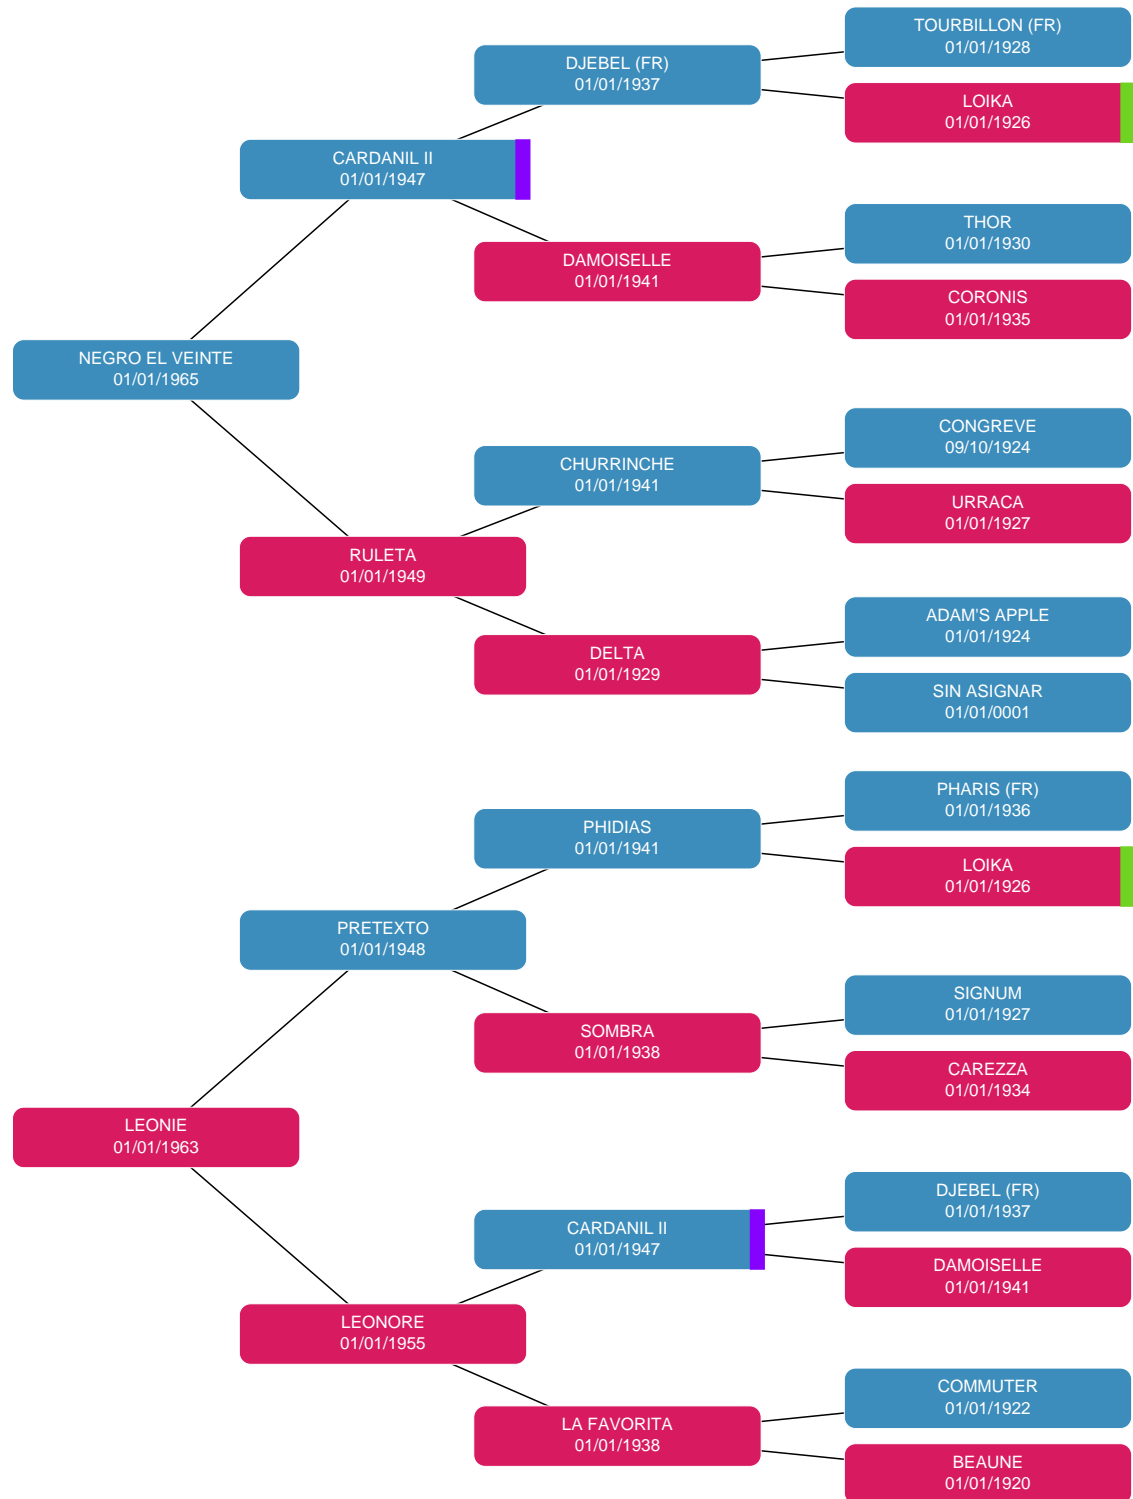 TOURBILLON (FR)
01/01/1928
DJEBEL (FR)
01/01/1937
LOIKA
01/01/1926
CARDANIL II
01/01/1947
THOR
01/01/1930
DAMOISELLE
01/01/1941
CORONIS
01/01/1935
NEGRO EL VEINTE
01/01/1965
CONGREVE
09/10/1924
CHURRINCHE
01/01/1941
URRACA
01/01/1927
RULETA
01/01/1949
ADAM'S APPLE
01/01/1924
DELTA
01/01/1929
SIN ASIGNAR
01/01/0001
PHARIS (FR)
01/01/1936
PHIDIAS
01/01/1941
LOIKA
01/01/1926
PRETEXTO
01/01/1948
SIGNUM
01/01/1927
SOMBRA
01/01/1938
CAREZZA
01/01/1934
LEONIE
01/01/1963
DJEBEL (FR)
01/01/1937
CARDANIL II
01/01/1947
DAMOISELLE
01/01/1941
LEONORE
01/01/1955
COMMUTER
01/01/1922
LA FAVORITA
01/01/1938
BEAUNE
01/01/1920